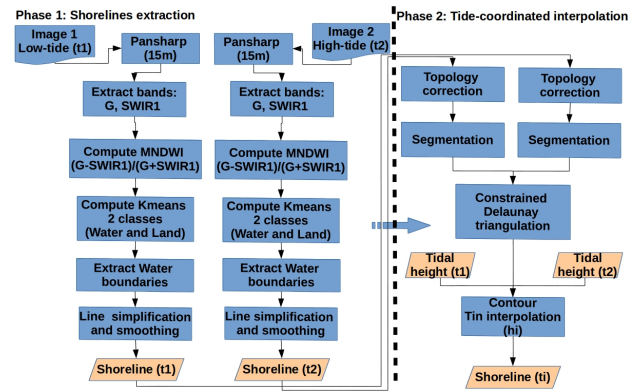 Phase 1: Shorelines extraction
Image 1
Low-tide (t1)
Pansharp
(15m)
Extract bands:
G, SWIR1
Compute MNDWI
(G-SWIR1)/(G+SWIR1)
Compute Kmeans
2 classes
(Water and Land)
Extract Water
boundaries
Line simplification
and smoothing
Shoreline (t1)
Pansharp
(15m)
Image 2
High-tide (t2)
Extract bands:
G, SWIR1
Compute MNDWI
(G-SWIR1)/(G+SWIR1)
Compute Kmeans
2 classes
(Water and Land)
Extract Water
boundaries
Line simplification
and smoothing
Shoreline (t2)
Phase 2: Tide-coordinated interpolation
Topology
correction
Topology
correction
Segmentation
Segmentation
Constrained
Delaunay
triangulation
Tidal
height (t1)
Tidal
height (t2)
Contour
Tin interpolation
(hi)
Shoreline (ti)